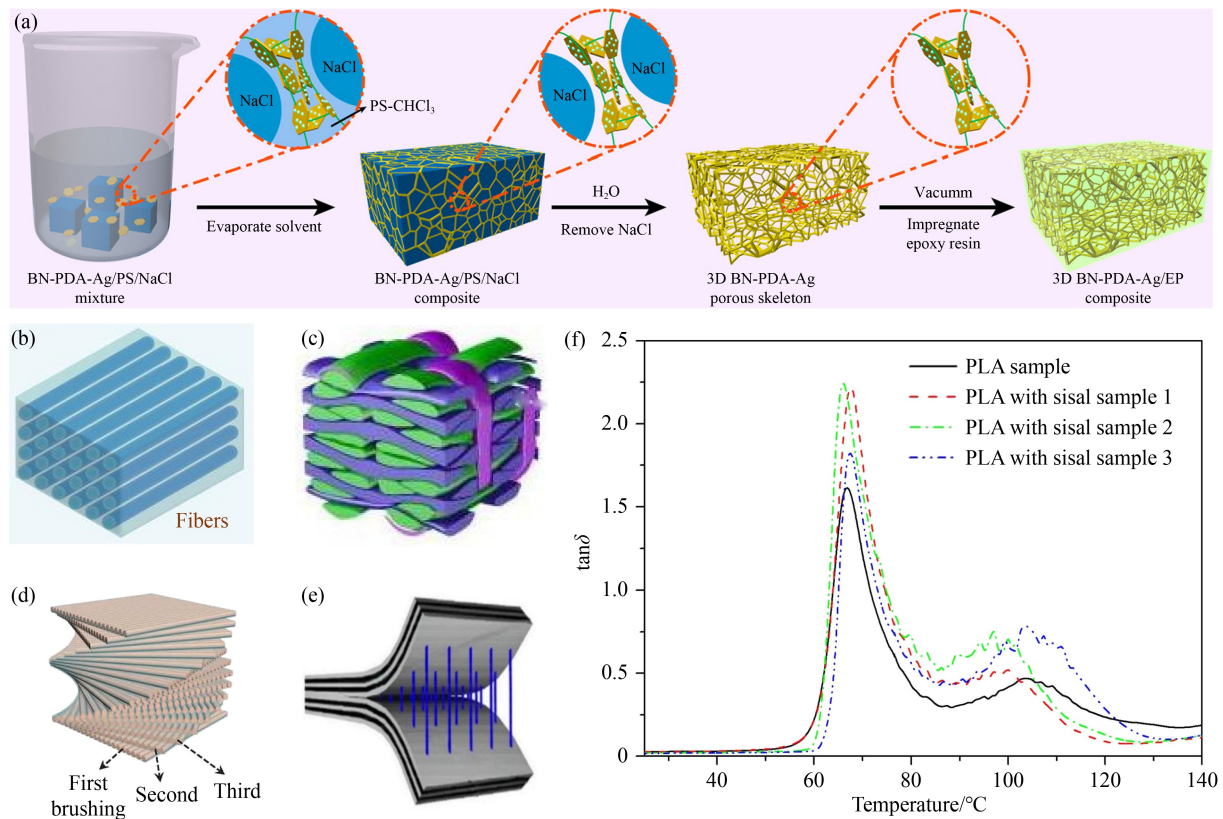 (a)
NaCl
NaCl
PS-CHCl₃
NaCl
NaCl
Evaporate solvent
H₂O
Remove NaCl
Vacumm
Impregnate
epoxy resin
BN-PDA-Ag/PS/NaCl
mixture
BN-PDA-Ag/PS/NaCl
composite
3D BN-PDA-Ag
porous skeleton
3D BN-PDA-Ag/EP
composite
(b)
Fibers
(c)
(d)
First
brushing
Second
Third
(e)
(f)
PLA sample
PLA with sisal sample 1
PLA with sisal sample 2
PLA with sisal sample 3
2.5
2.0
1.5
1.0
0.5
0
tanδ
40
60
80
100
120
140
Temperature/℃